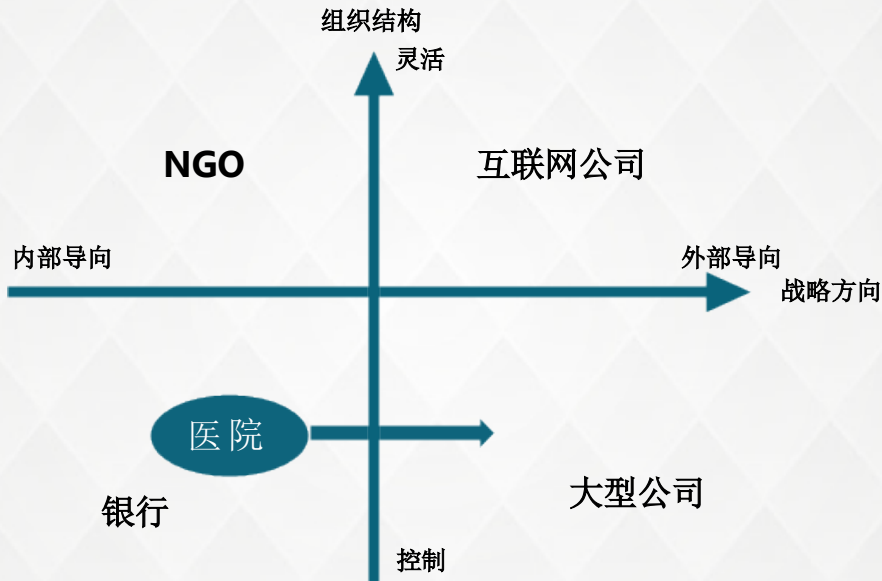 组织结构
灵活
NGO
互联网公司
内部导向
外部导向
战略方向
医院
银行
大型公司
控制